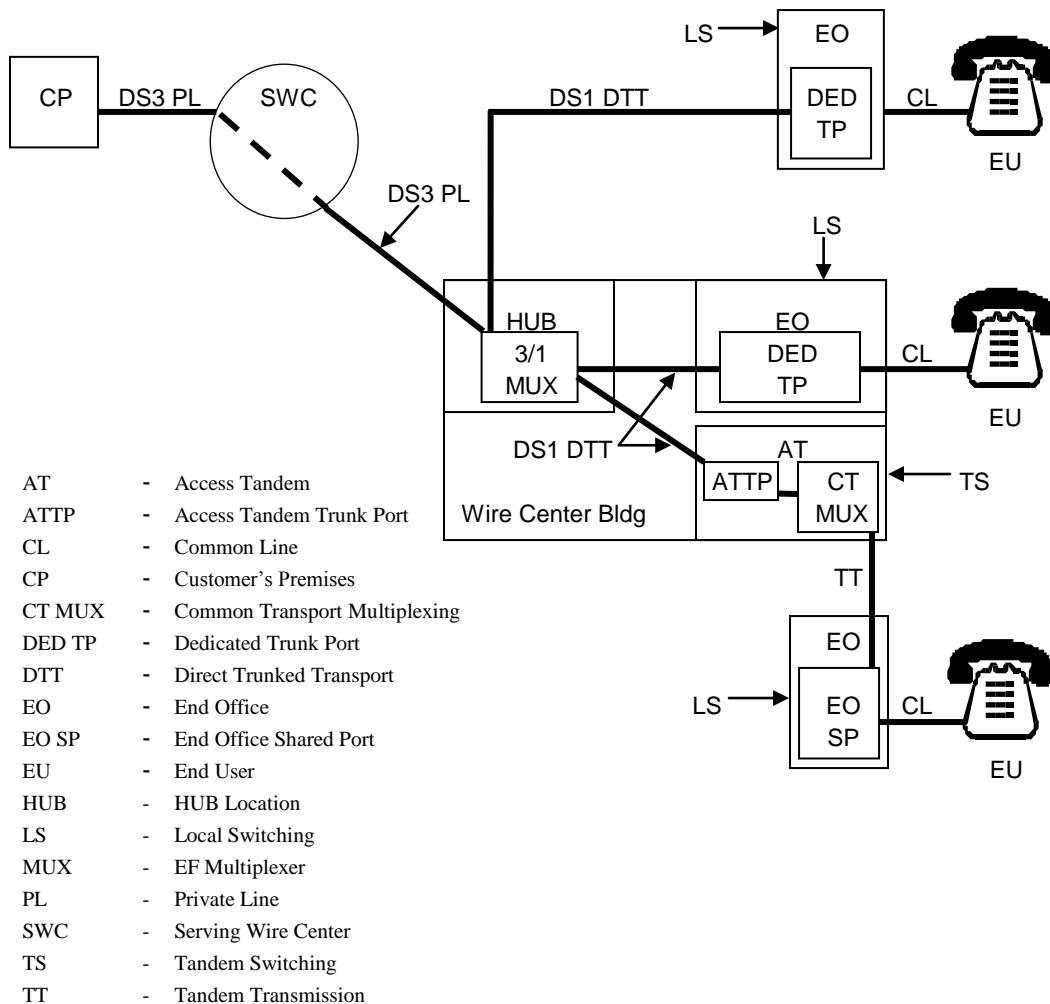 LS
EO
CP
DS3 PL
SWC
DS1 DTT
DED
TP
CL
EU
DS3 PL
LS
HUB
3/1
MUX
EO
DED
TP
CL
EU
DS1 DTT
AT
ATTP
CT
MUX
TS
Wire Center Bldg
TT
EO
LS
EO
SP
CL
EU
AT - Access Tandem
ATTP - Access Tandem Trunk Port
CL - Common Line
CP - Customer’s Premises
CT MUX - Common Transport Multiplexing
DED TP - Dedicated Trunk Port
DTT - Direct Trunked Transport
EO - End Office
EO SP - End Office Shared Port
EU - End User
HUB - HUB Location
LS - Local Switching
MUX - EF Multiplexer
PL - Private Line
SWC - Serving Wire Center
TS - Tandem Switching
TT - Tandem Transmission